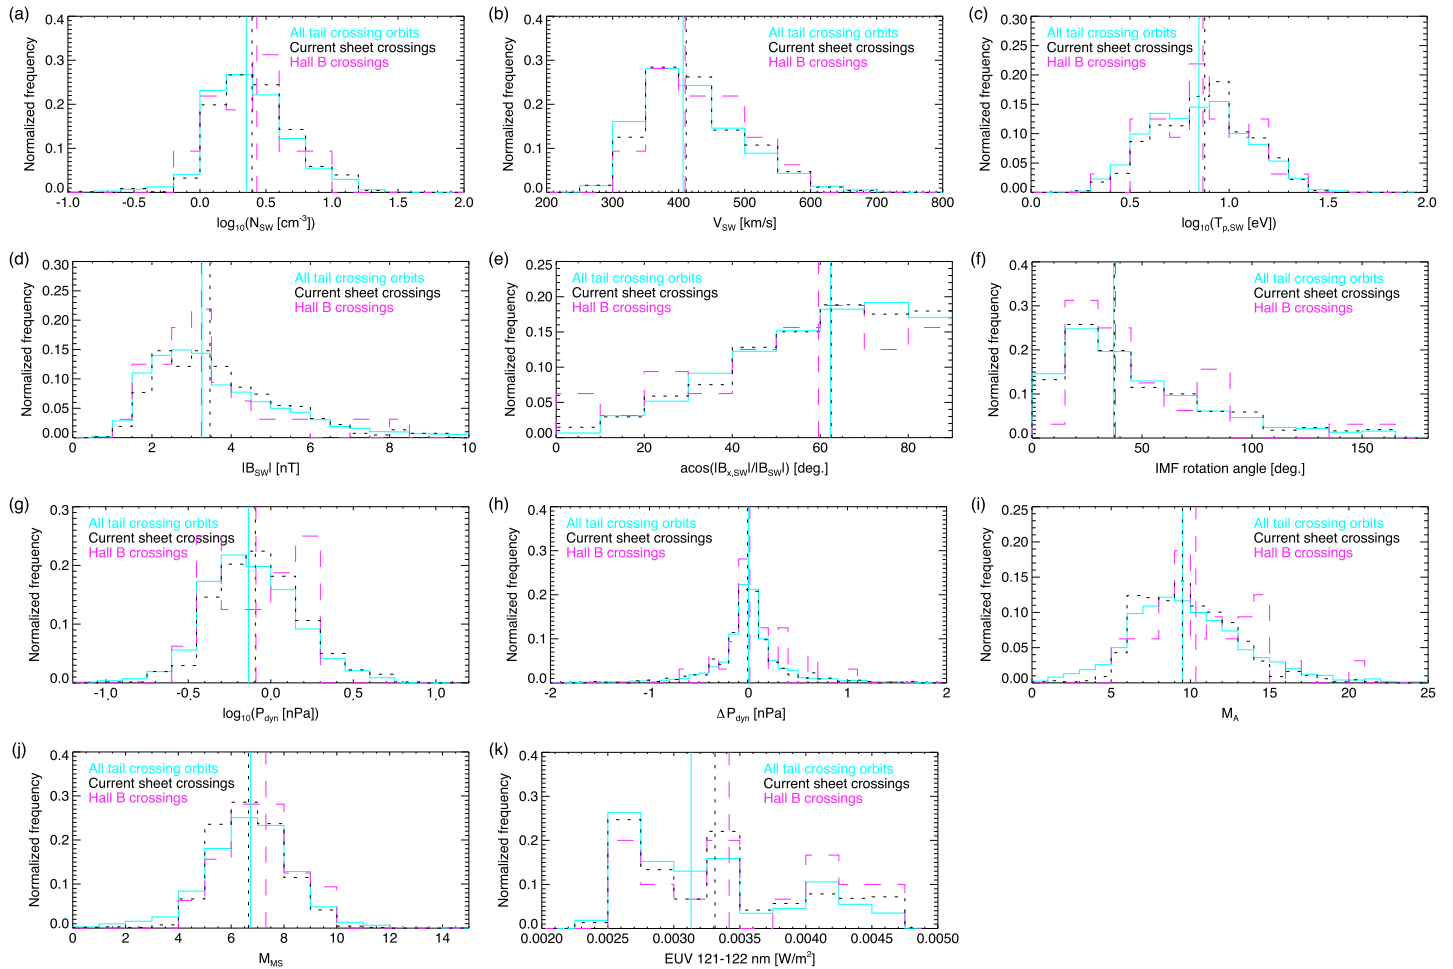 (a)
0.4
0.3
0.2
0.1
0.0
Normalized frequency
All tail crossing orbits
Current sheet crossings
Hall B crossings
-1.0 -0.5 0.0 0.5 1.0 1.5 2.0
log10(NSW [cm-3])
(b)
0.4
0.3
0.2
0.1
0.0
Normalized frequency
All tail crossing orbits
Current sheet crossings
Hall B crossings
200 300 400 500 600 700 800
VSW [km/s]
(c)
0.30
0.25
0.20
0.15
0.10
0.05
0.00
Normalized frequency
All tail crossing orbits
Current sheet crossings
Hall B crossings
0.0 0.5 1.0 1.5 2.0
log10(Tp,SW [eV])
(d)
0.30
0.25
0.20
0.15
0.10
0.05
0.00
Normalized frequency
All tail crossing orbits
Current sheet crossings
Hall B crossings
0 2 4 6 8 10
|BSW| [nT]
(e)
0.25
0.20
0.15
0.10
0.05
0.00
Normalized frequency
All tail crossing orbits
Current sheet crossings
Hall B crossings
0 20 40 60 80
acos(|Bx,SW|/|BSW|) [deg.]
(f)
0.4
0.3
0.2
0.1
0.0
Normalized frequency
All tail crossing orbits
Current sheet crossings
Hall B crossings
0 50 100 150
IMF rotation angle [deg.]
(g)
0.3
0.2
0.1
0.0
Normalized frequency
All tail crossing orbits
Current sheet crossings
Hall B crossings
-1.0 -0.5 0.0 0.5 1.0
log10(Pdyn [nPa])
(h)
0.4
0.3
0.2
0.1
0.0
Normalized frequency
All tail crossing orbits
Current sheet crossings
Hall B crossings
-2 -1 0 1 2
ΔPdyn [nPa]
(i)
0.25
0.20
0.15
0.10
0.05
0.00
Normalized frequency
All tail crossing orbits
Current sheet crossings
Hall B crossings
0 5 10 15 20 25
MA
(j)
0.4
0.3
0.2
0.1
0.0
Normalized frequency
All tail crossing orbits
Current sheet crossings
Hall B crossings
0 2 4 6 8 10 12 14
MMS
(k)
0.4
0.3
0.2
0.1
0.0
Normalized frequency
All tail crossing orbits
Current sheet crossings
Hall B crossings
0.0020 0.0025 0.0030 0.0035 0.0040 0.0045 0.0050
EUV 121-122 nm [W/m2]